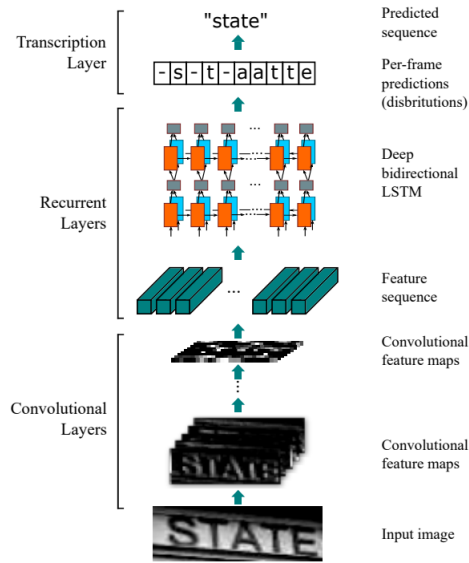 Transcription
Layer
"state"
Predicted
sequence
-s-t-aatte
Per-frame
predictions
(disbritutions)
Recurrent
Layers
Deep
bidirectional
LSTM
Feature
sequence
Convolutional
Layers
Convolutional
feature maps
STATE
Convolutional
feature maps
STATE
Input image